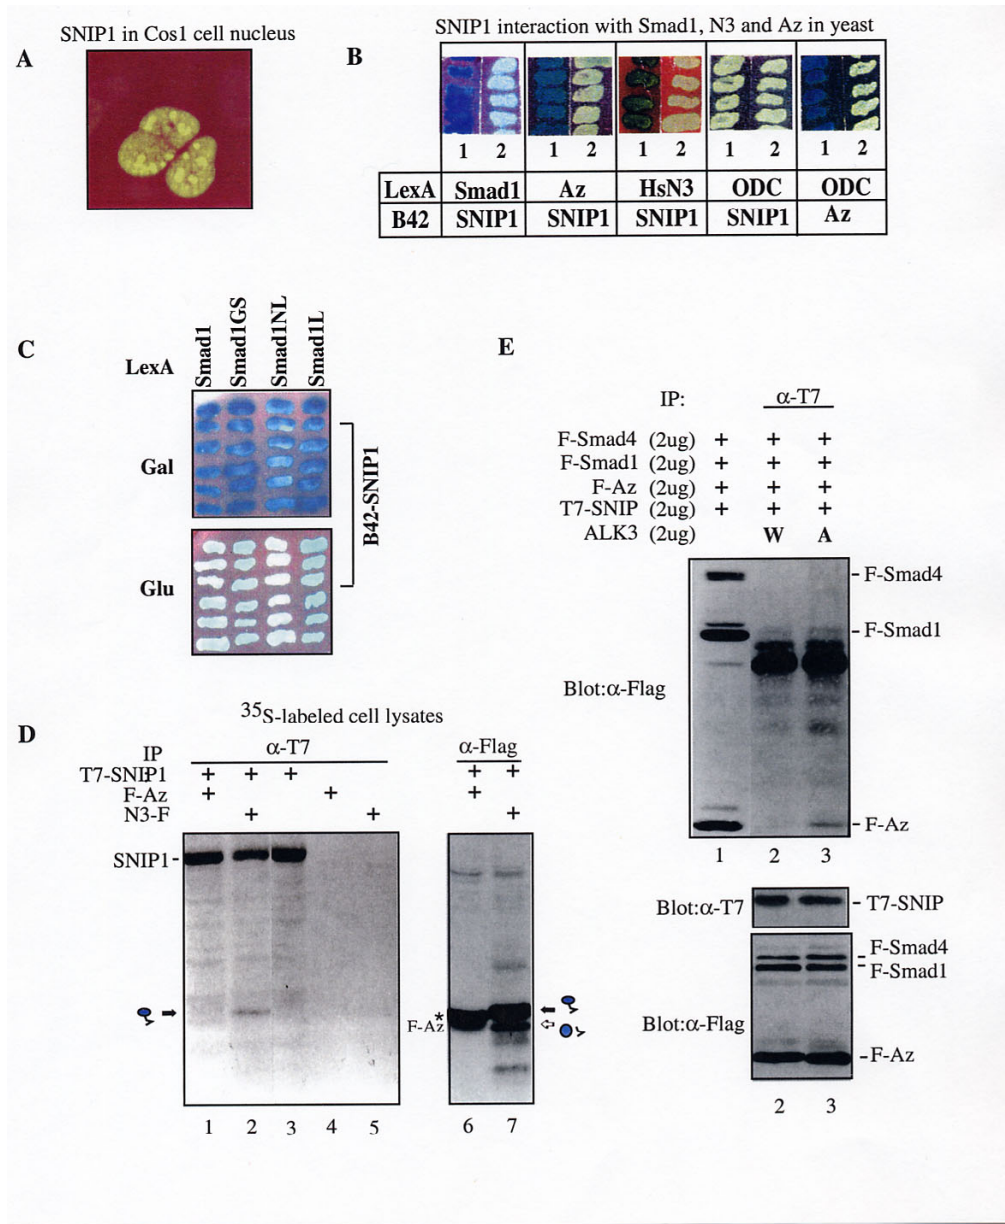 SNIP1 in Cos1 cell nucleus
A
SNIP1 interaction with Smad1, N3 and Az in yeast
B
1 2 1 2 1 2 1 2 1 2
LexA Smad1 Az HsN3 ODC ODC
B42 SNIP1 SNIP1 SNIP1 SNIP1 Az
C
LexA
Smad1
Smad1GS
Smad1NL
Smad1L
Gal
Glu
B42-SNIP1
D
35S-labeled cell lysates
IP α-T7 α-Flag
T7-SNIP1 + + + + +
F-Az + + +
N3-F + + +
SNIP1-
F-Az *
1 2 3 4 5 6 7
E
IP: α-T7
F-Smad4 (2ug) + + +
F-Smad1 (2ug) + + +
F-Az (2ug) + + +
T7-SNIP (2ug) + + +
ALK3 (2ug) W A
- F-Smad4
- F-Smad1
Blot:α-Flag
- F-Az
1 2 3
Blot:α-T7
- T7-SNIP
F-Smad4
F-Smad1
Blot:α-Flag
-F-Az
2 3